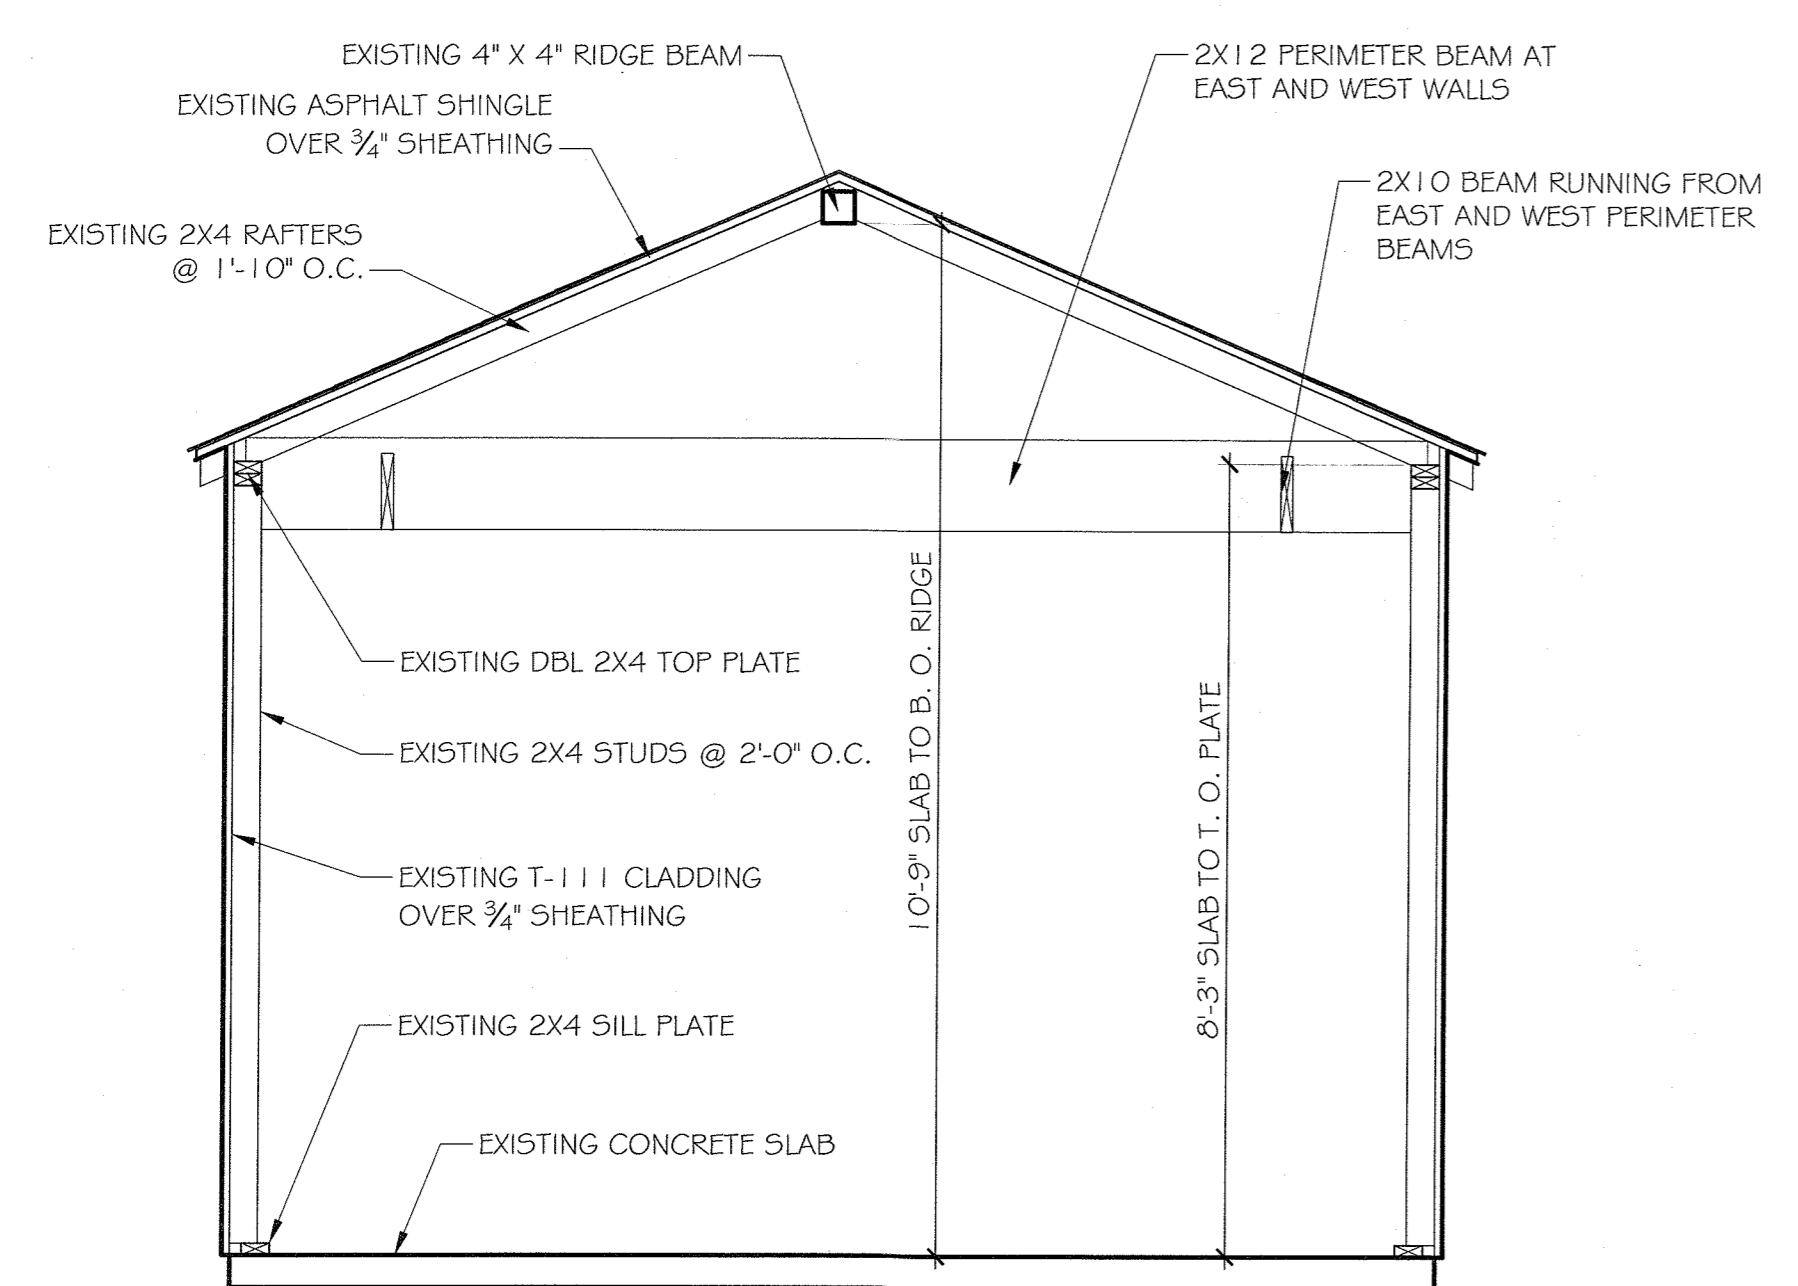 EXISTING 4" X 4" RIDGE BEAM
2X12 PERIMETER BEAM AT
EAST AND WEST WALLS
EXISTING ASPHALT SHINGLE
OVER ¾" SHEATHING
2X10 BEAM RUNNING FROM
EAST AND WEST PERIMETER
BEAMS
EXISTING 2X4 RAFTERS
@ 1'-10" O.C.
EXISTING DBL 2X4 TOP PLATE
EXISTING 2X4 STUDS @ 2'-0" O.C.
EXISTING T-111 CLADDING
OVER ¾" SHEATHING
EXISTING 2X4 SILL PLATE
EXISTING CONCRETE SLAB
10'-9" SLAB TO B. O. RIDGE
8'-3" SLAB TO T. O. PLATE